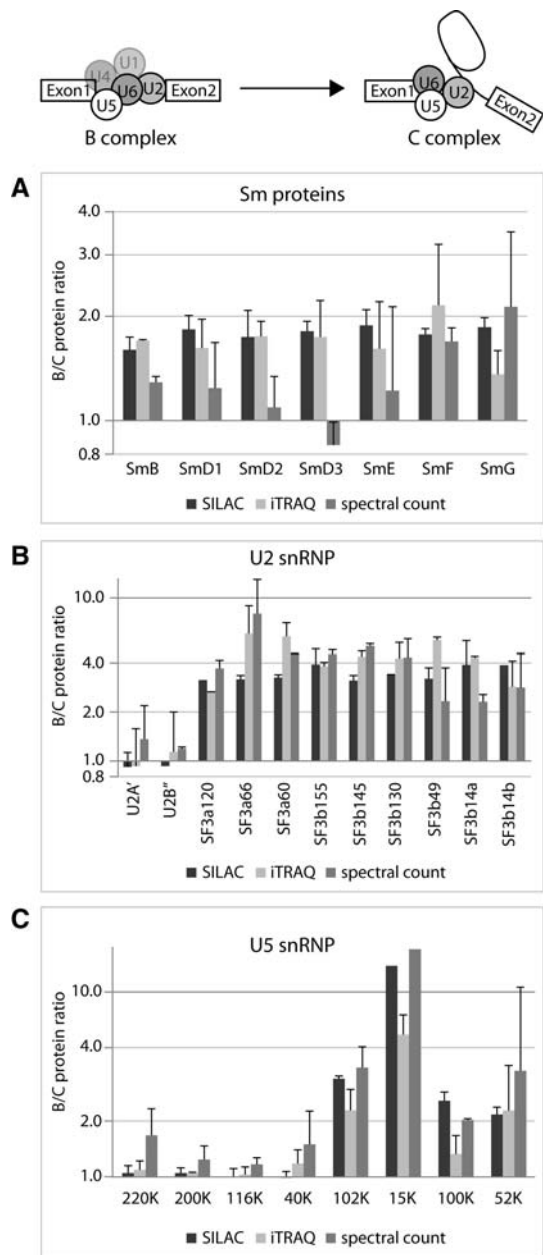 U1
U4
Exon1 U6 U2 Exon2
U5
B complex
U6
Exon1 U2
U5
Exon2
C complex
A
Sm proteins
B/C protein ratio
4.0
3.0
2.0
1.0
0.8
SmB SmD1 SmD2 SmD3 SmE SmF SmG
SILAC iTRAQ spectral count
B
U2 snRNP
B/C protein ratio
10.0
4.0
2.0
1.0
0.8
U2A′ U2B″ SF3a120 SF3a66 SF3a60 SF3b155 SF3b145 SF3b130 SF3b49 SF3b14a SF3b14b
SILAC iTRAQ spectral count
C
U5 snRNP
B/C protein ratio
10.0
4.0
2.0
1.0
220K 200K 116K 40K 102K 15K 100K 52K
SILAC iTRAQ spectral count